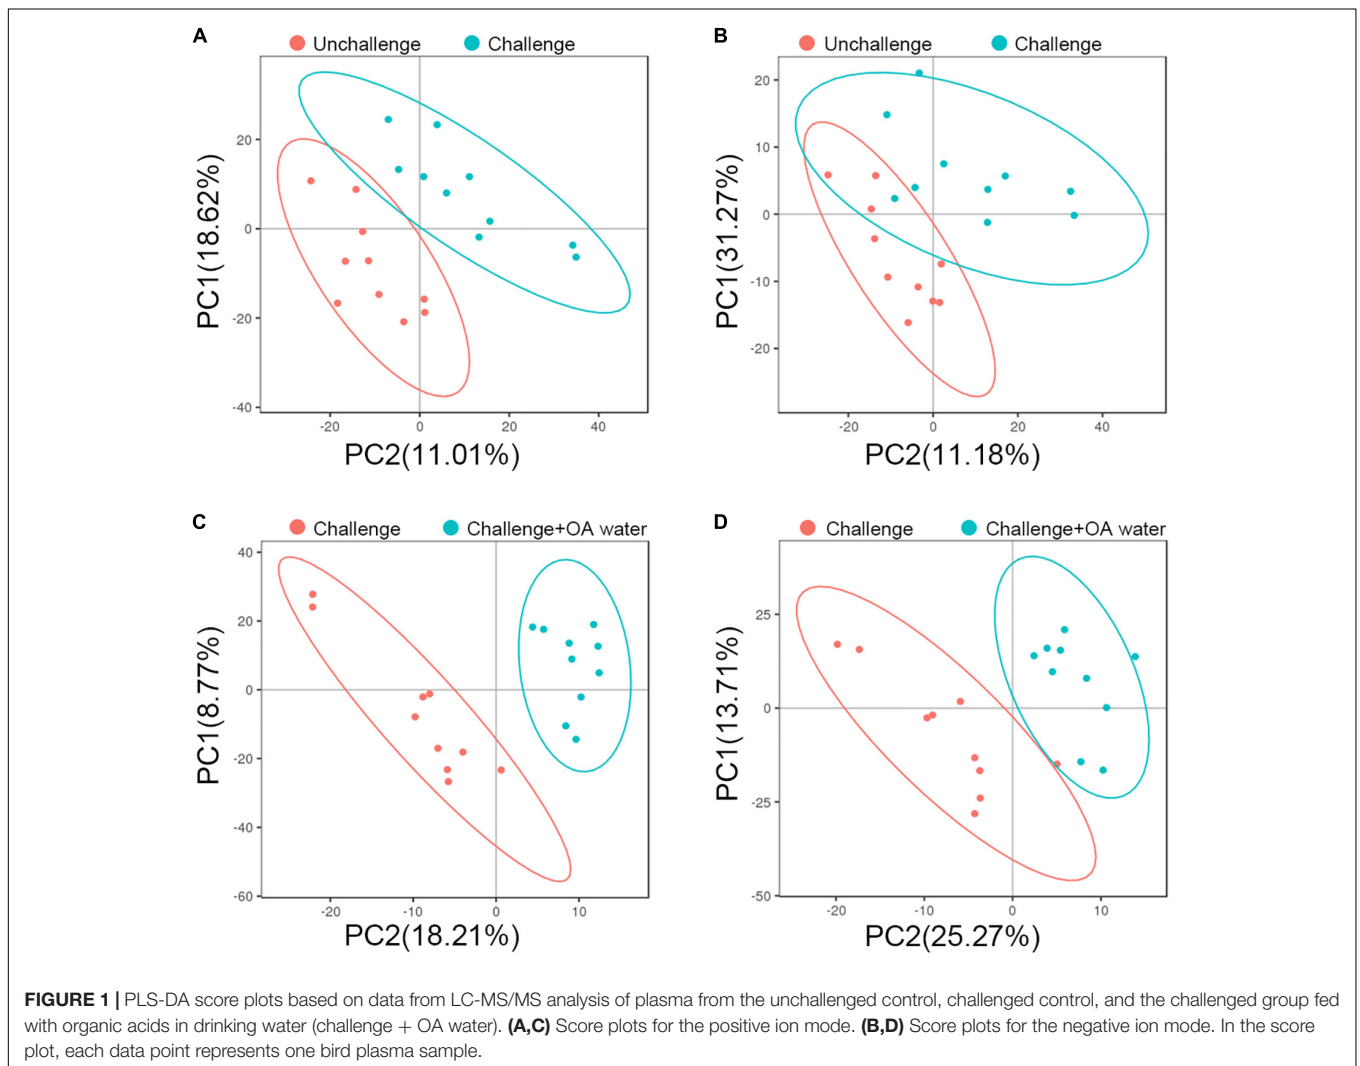 A
Unchallenge Challenge
20
0
-20
-40
-20 0 20 40
PC1(18.62%)
PC2(11.01%)
B
Unchallenge Challenge
20
10
0
-10
-20
-20 0 20 40
PC1(31.27%)
PC2(11.18%)
C
Challenge Challenge+OA water
40
20
0
-20
-40
-60
-20 -10 0 10
PC1(8.77%)
PC2(18.21%)
D
Challenge Challenge+OA water
25
0
-25
-50
-20 -10 0 10
PC1(13.71%)
PC2(25.27%)
FIGURE 1 | PLS-DA score plots based on data from LC-MS/MS analysis of plasma from the unchallenged control, challenged control, and the challenged group fed
with organic acids in drinking water (challenge + OA water). (A,C) Score plots for the positive ion mode. (B,D) Score plots for the negative ion mode. In the score
plot, each data point represents one bird plasma sample.